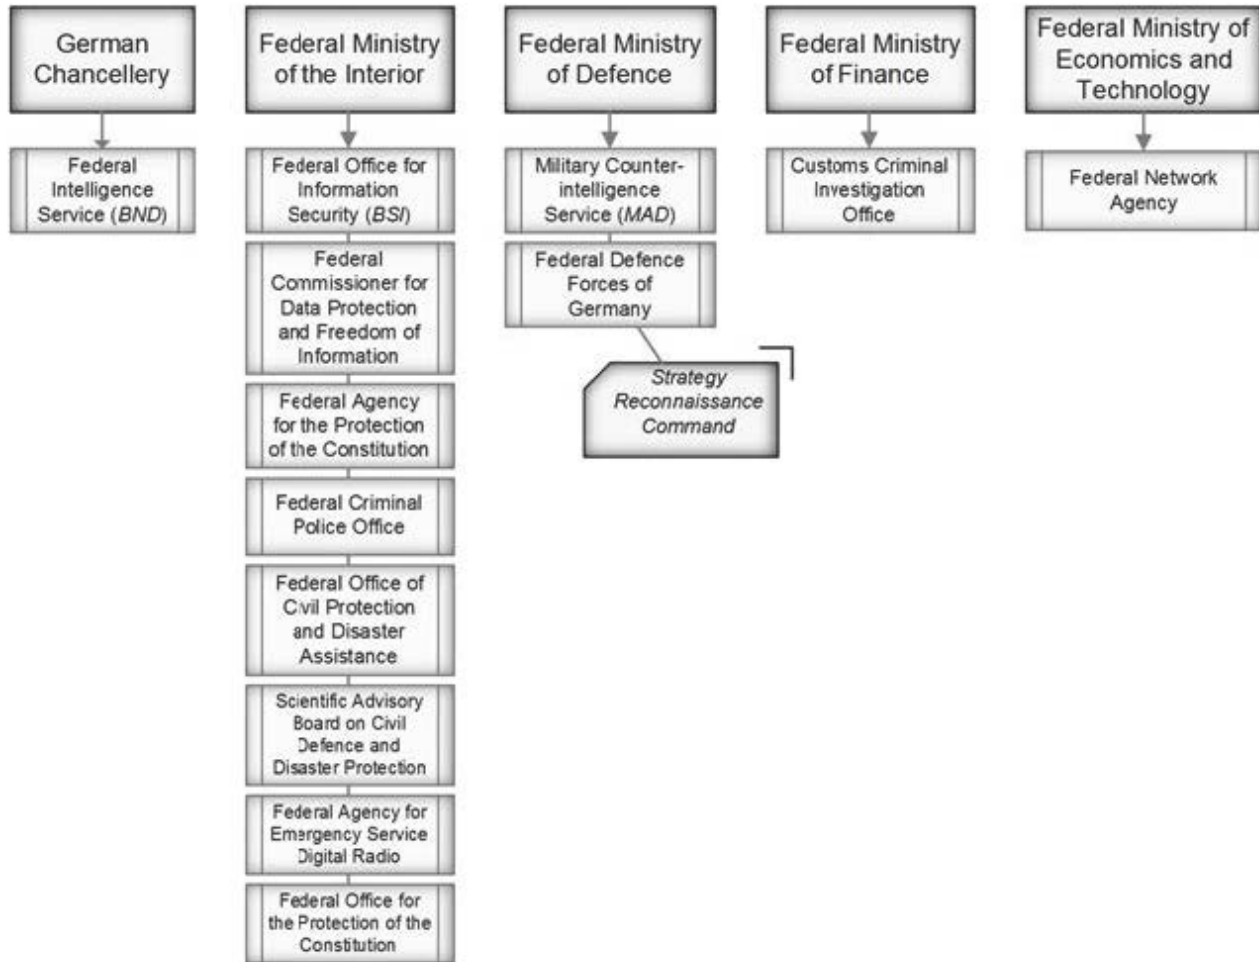 German
Chancellery
Federal
Intelligence
Service (BND)
Federal Ministry
of the Interior
Federal Office for
Information
Security (BSI)
Federal
Commissioner for
Data Protection
and Freedom of
Information
Federal Agency
for the Protection
of the Constitution
Federal Criminal
Police Office
Federal Office of
Civil Protection
and Disaster
Assistance
Scientific Advisory
Board on Civil
Defence and
Disaster Protection
Federal Agency for
Emergency Service
Digital Radio
Federal Office for
the Protection of the
Constitution
Federal Ministry
of Defence
Military Counter-
intelligence
Service (MAD)
Federal Defence
Forces of
Germany
Strategy
Reconnaissance
Command
Federal Ministry
of Finance
Customs Criminal
Investigation
Office
Federal Ministry of
Economics and
Technology
Federal Network
Agency